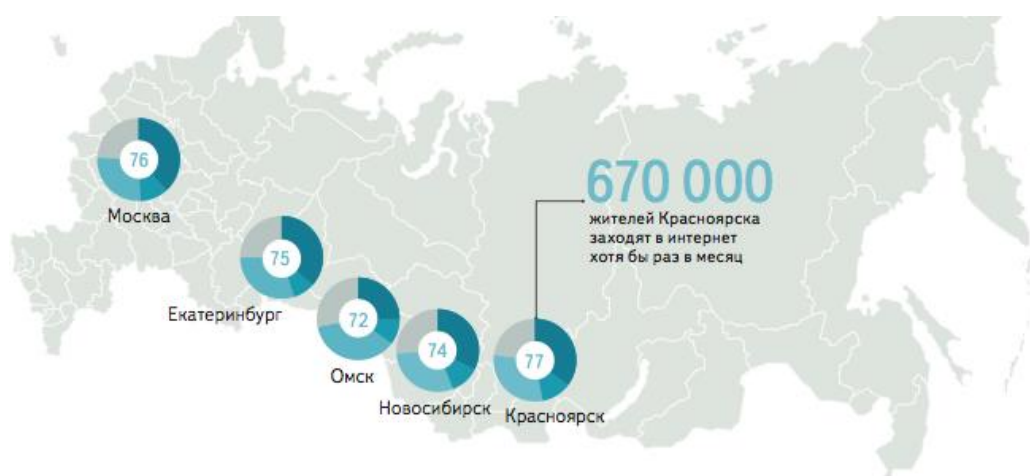 76
Москва
75
Екатеринбург
72
Омск
74
Новосибирск
77
Красноярск
670 000
жителей Красноярска
заходят в интернет
хотя бы раз в месяц